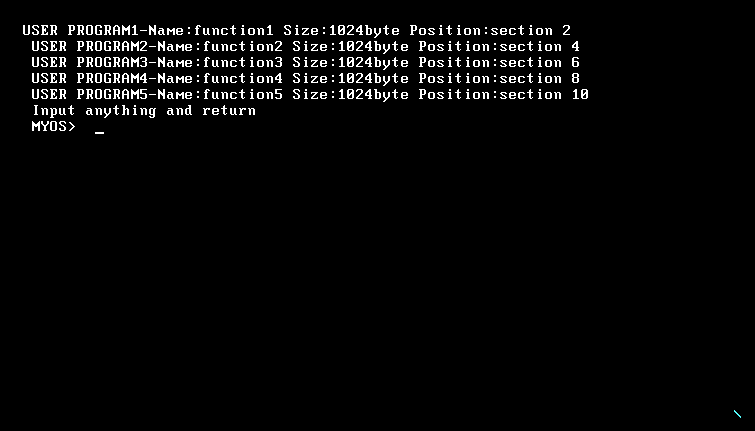 USER PROGRAM1-Name:function1 Size:1024byte Position:section 2
USER PROGRAM2-Name:function2 Size:1024byte Position:section 4
USER PROGRAM3-Name:function3 Size:1024byte Position:section 6
USER PROGRAM4-Name:function4 Size:1024byte Position:section 8
USER PROGRAM5-Name:function5 Size:1024byte Position:section 10
Input anything and return
MYOS> _
\